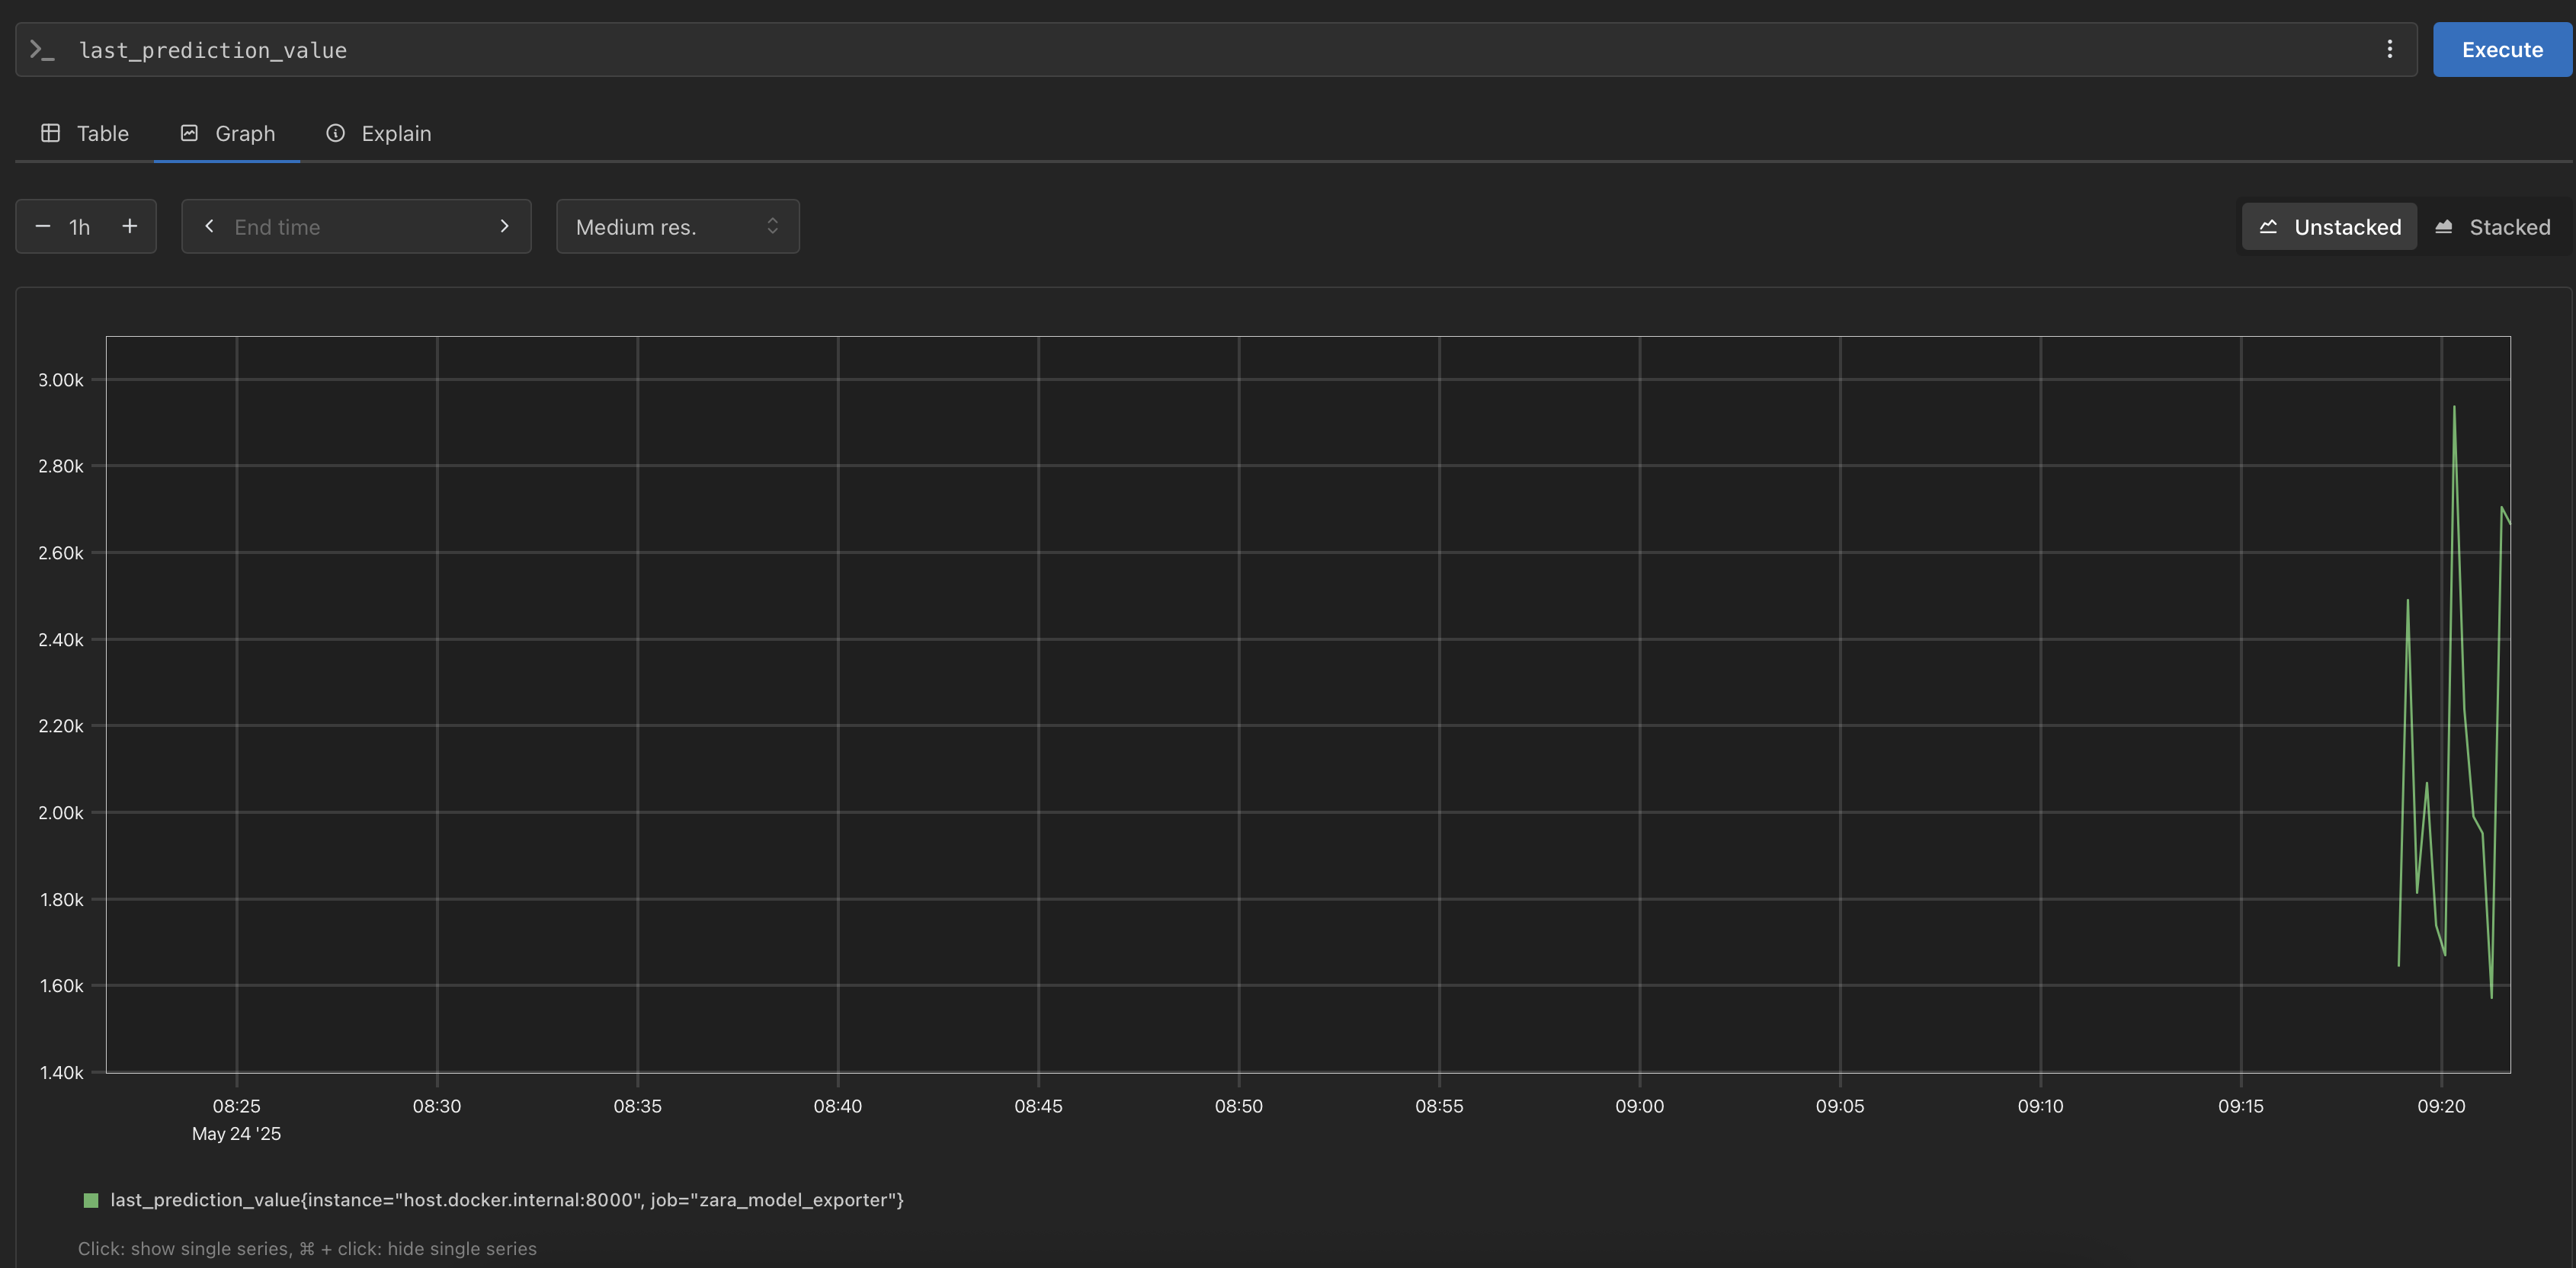 last_prediction_value
Execute
Table Graph Explain
1h End time Medium res. Unstacked Stacked
3.00k
2.80k
2.60k
2.40k
2.20k
2.00k
1.80k
1.60k
1.40k
08:25 08:30 08:35 08:40 08:45 08:50 08:55 09:00 09:05 09:10 09:15 09:20
May 24 '25
last_prediction_value{instance="host.docker.internal:8000", job="zara_model_exporter"}
Click: show single series, ⌘ + click: hide single series